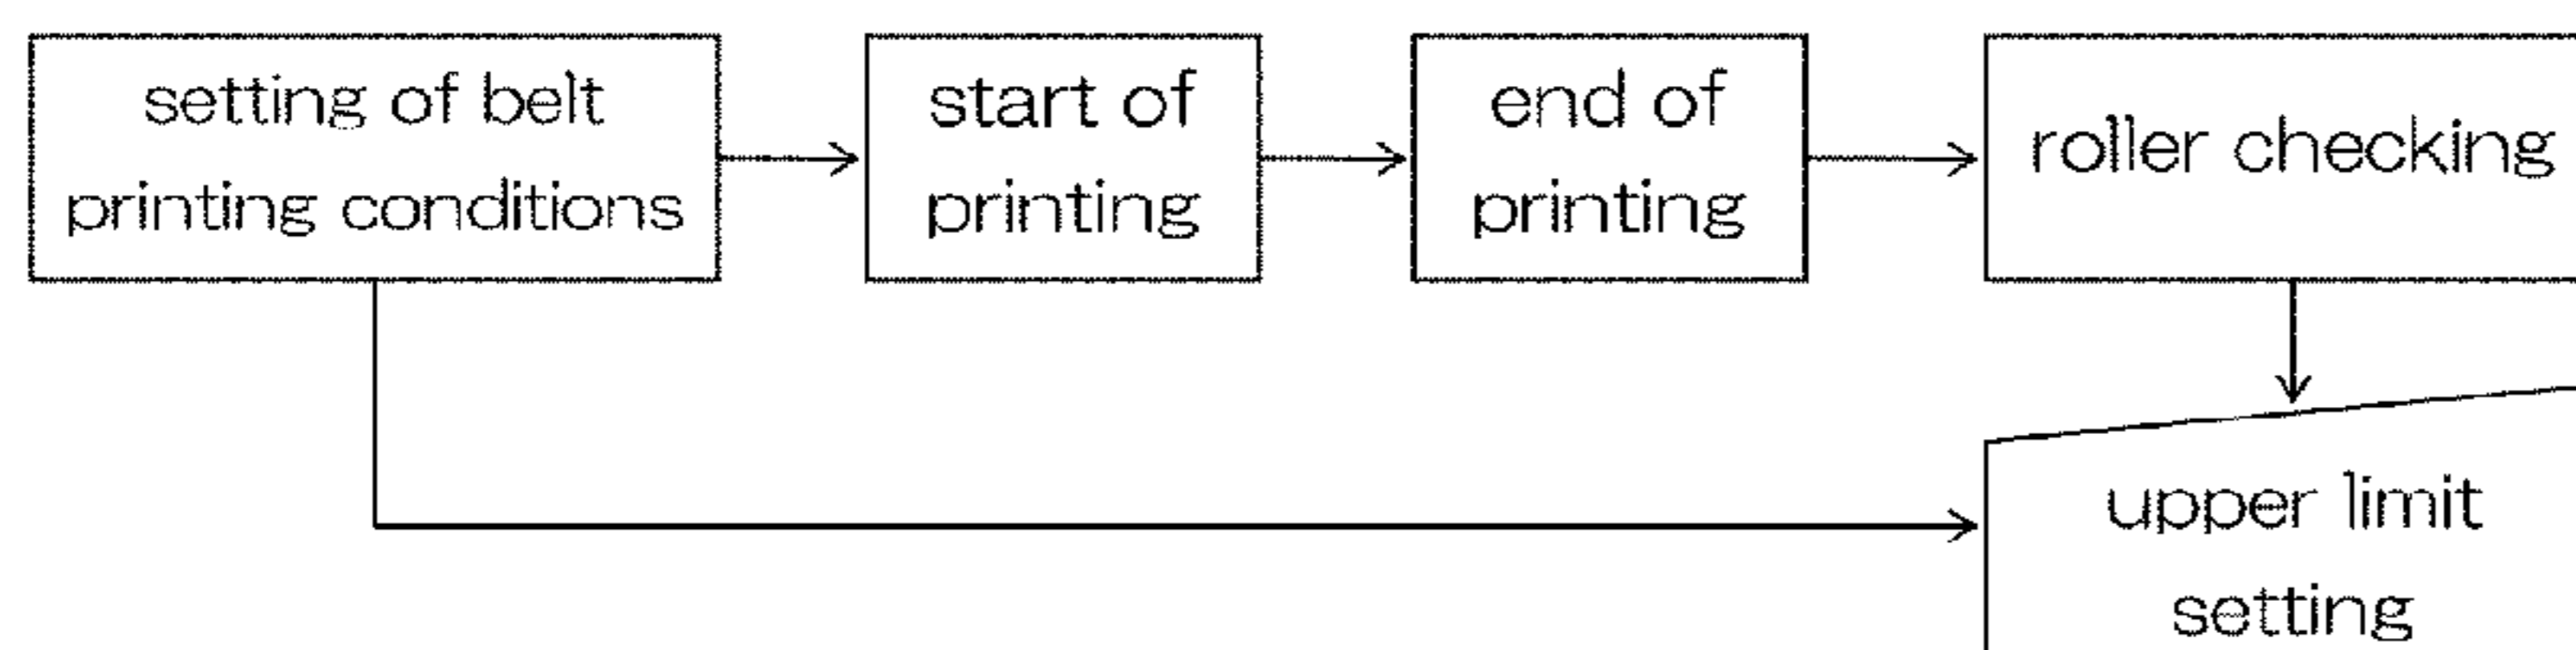 setting of belt
printing conditions
start of
printing
end of
printing
roller checking
upper limit
setting